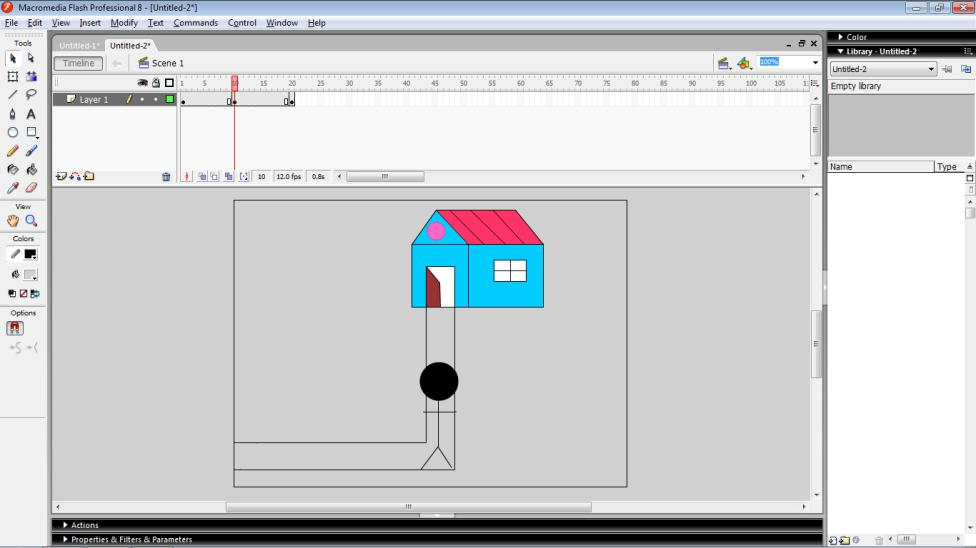 Macromedia Flash Professional 8 - [Untitled-2*]
File Edit View Insert Modify Text Commands Control Window Help
Tools
Untitled-1* Untitled-2*
Timeline Scene 1 100%
1 5 10 15 20 25 30 35 40 45 50 55 60 65 70 75 80 85 90 95 100 105
Layer 1
10 12.0 fps 0.8s
View
Colors
Options
Color
Library - Untitled-2
Untitled-2
Empty library
Name Type
Actions
Properties & Filters & Parameters